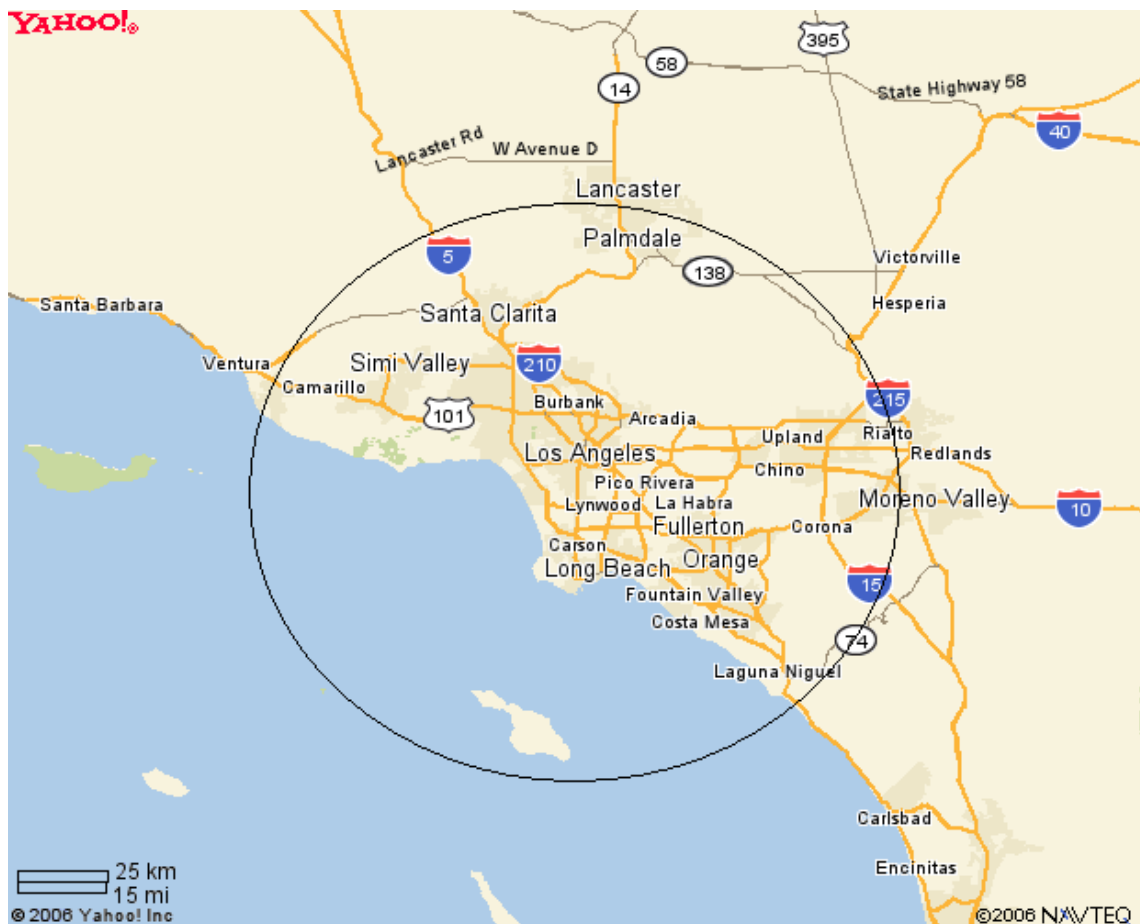 YAHOO!®
395
58
State Highway 58
14
40
Lancaster Rd
W Avenue D
Lancaster
Palmdale
5
138
Victorville
Santa Barbara
Hesperia
Santa Clarita
Ventura
Simi Valley
210
Camarillo
215
Burbank
101
Arcadia
Upland
Rialto
Los Angeles
Redlands
Chino
Pico Rivera
Moreno Valley
Lynwood
La Habra
10
Fullerton
Corona
Carson
Orange
Long Beach
15
Fountain Valley
Costa Mesa
74
Laguna Niguel
Carlsbad
Encinitas
25 km
15 mi
© 2006 Yahoo! Inc
©2006 NAVTEQ